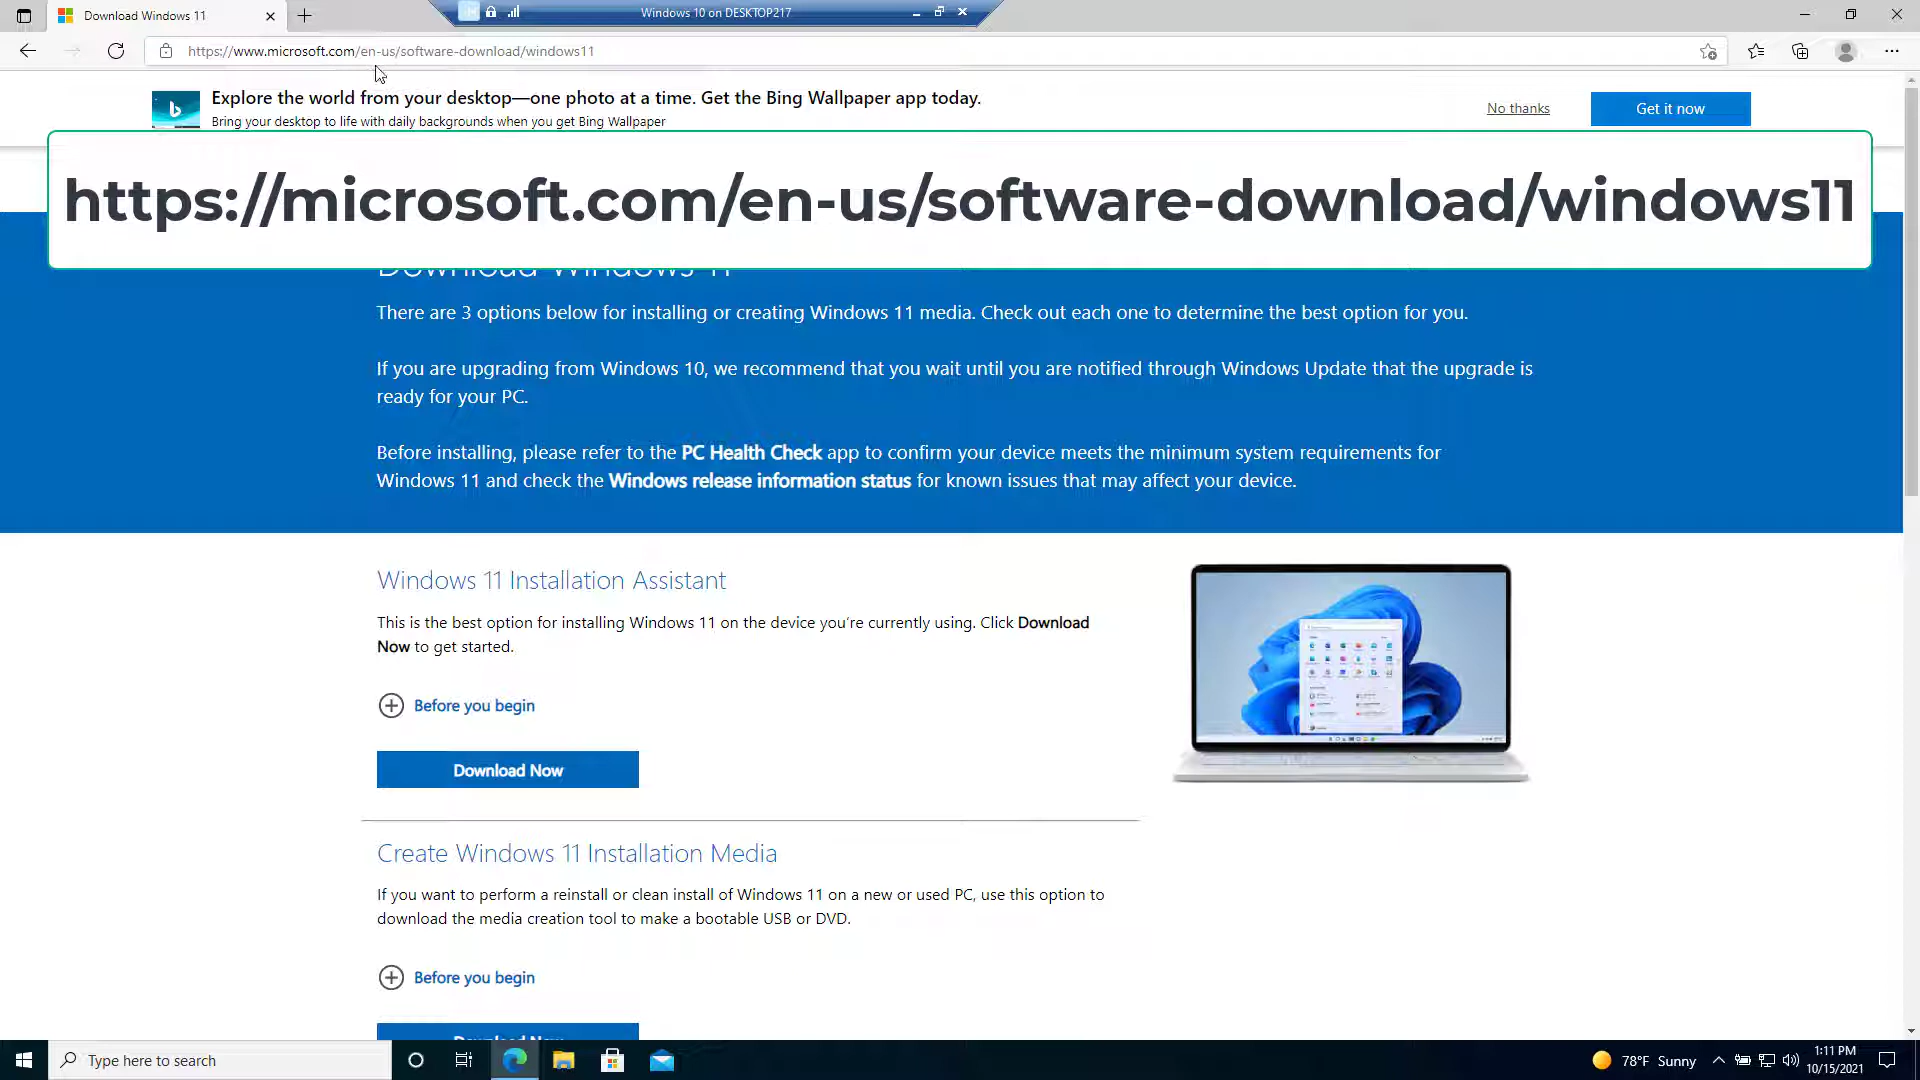 Download Windows 11
Windows 10 on DESKTOP217
https://www.microsoft.com/en-us/software-download/windows11
Explore the world from your desktop—one photo at a time. Get the Bing Wallpaper app today.
Bring your desktop to life with daily backgrounds when you get Bing Wallpaper
No thanks
Get it now
https://microsoft.com/en-us/software-download/windows11
Download Windows 11
There are 3 options below for installing or creating Windows 11 media. Check out each one to determine the best option for you.
If you are upgrading from Windows 10, we recommend that you wait until you are notified through Windows Update that the upgrade is
ready for your PC.
Before installing, please refer to the PC Health Check app to confirm your device meets the minimum system requirements for
Windows 11 and check the Windows release information status for known issues that may affect your device.
Windows 11 Installation Assistant
This is the best option for installing Windows 11 on the device you're currently using. Click Download
Now to get started.
Before you begin
Download Now
Create Windows 11 Installation Media
If you want to perform a reinstall or clean install of Windows 11 on a new or used PC, use this option to
download the media creation tool to make a bootable USB or DVD.
Before you begin
Download Now
Type here to search
78°F Sunny
1:11 PM
10/15/2021